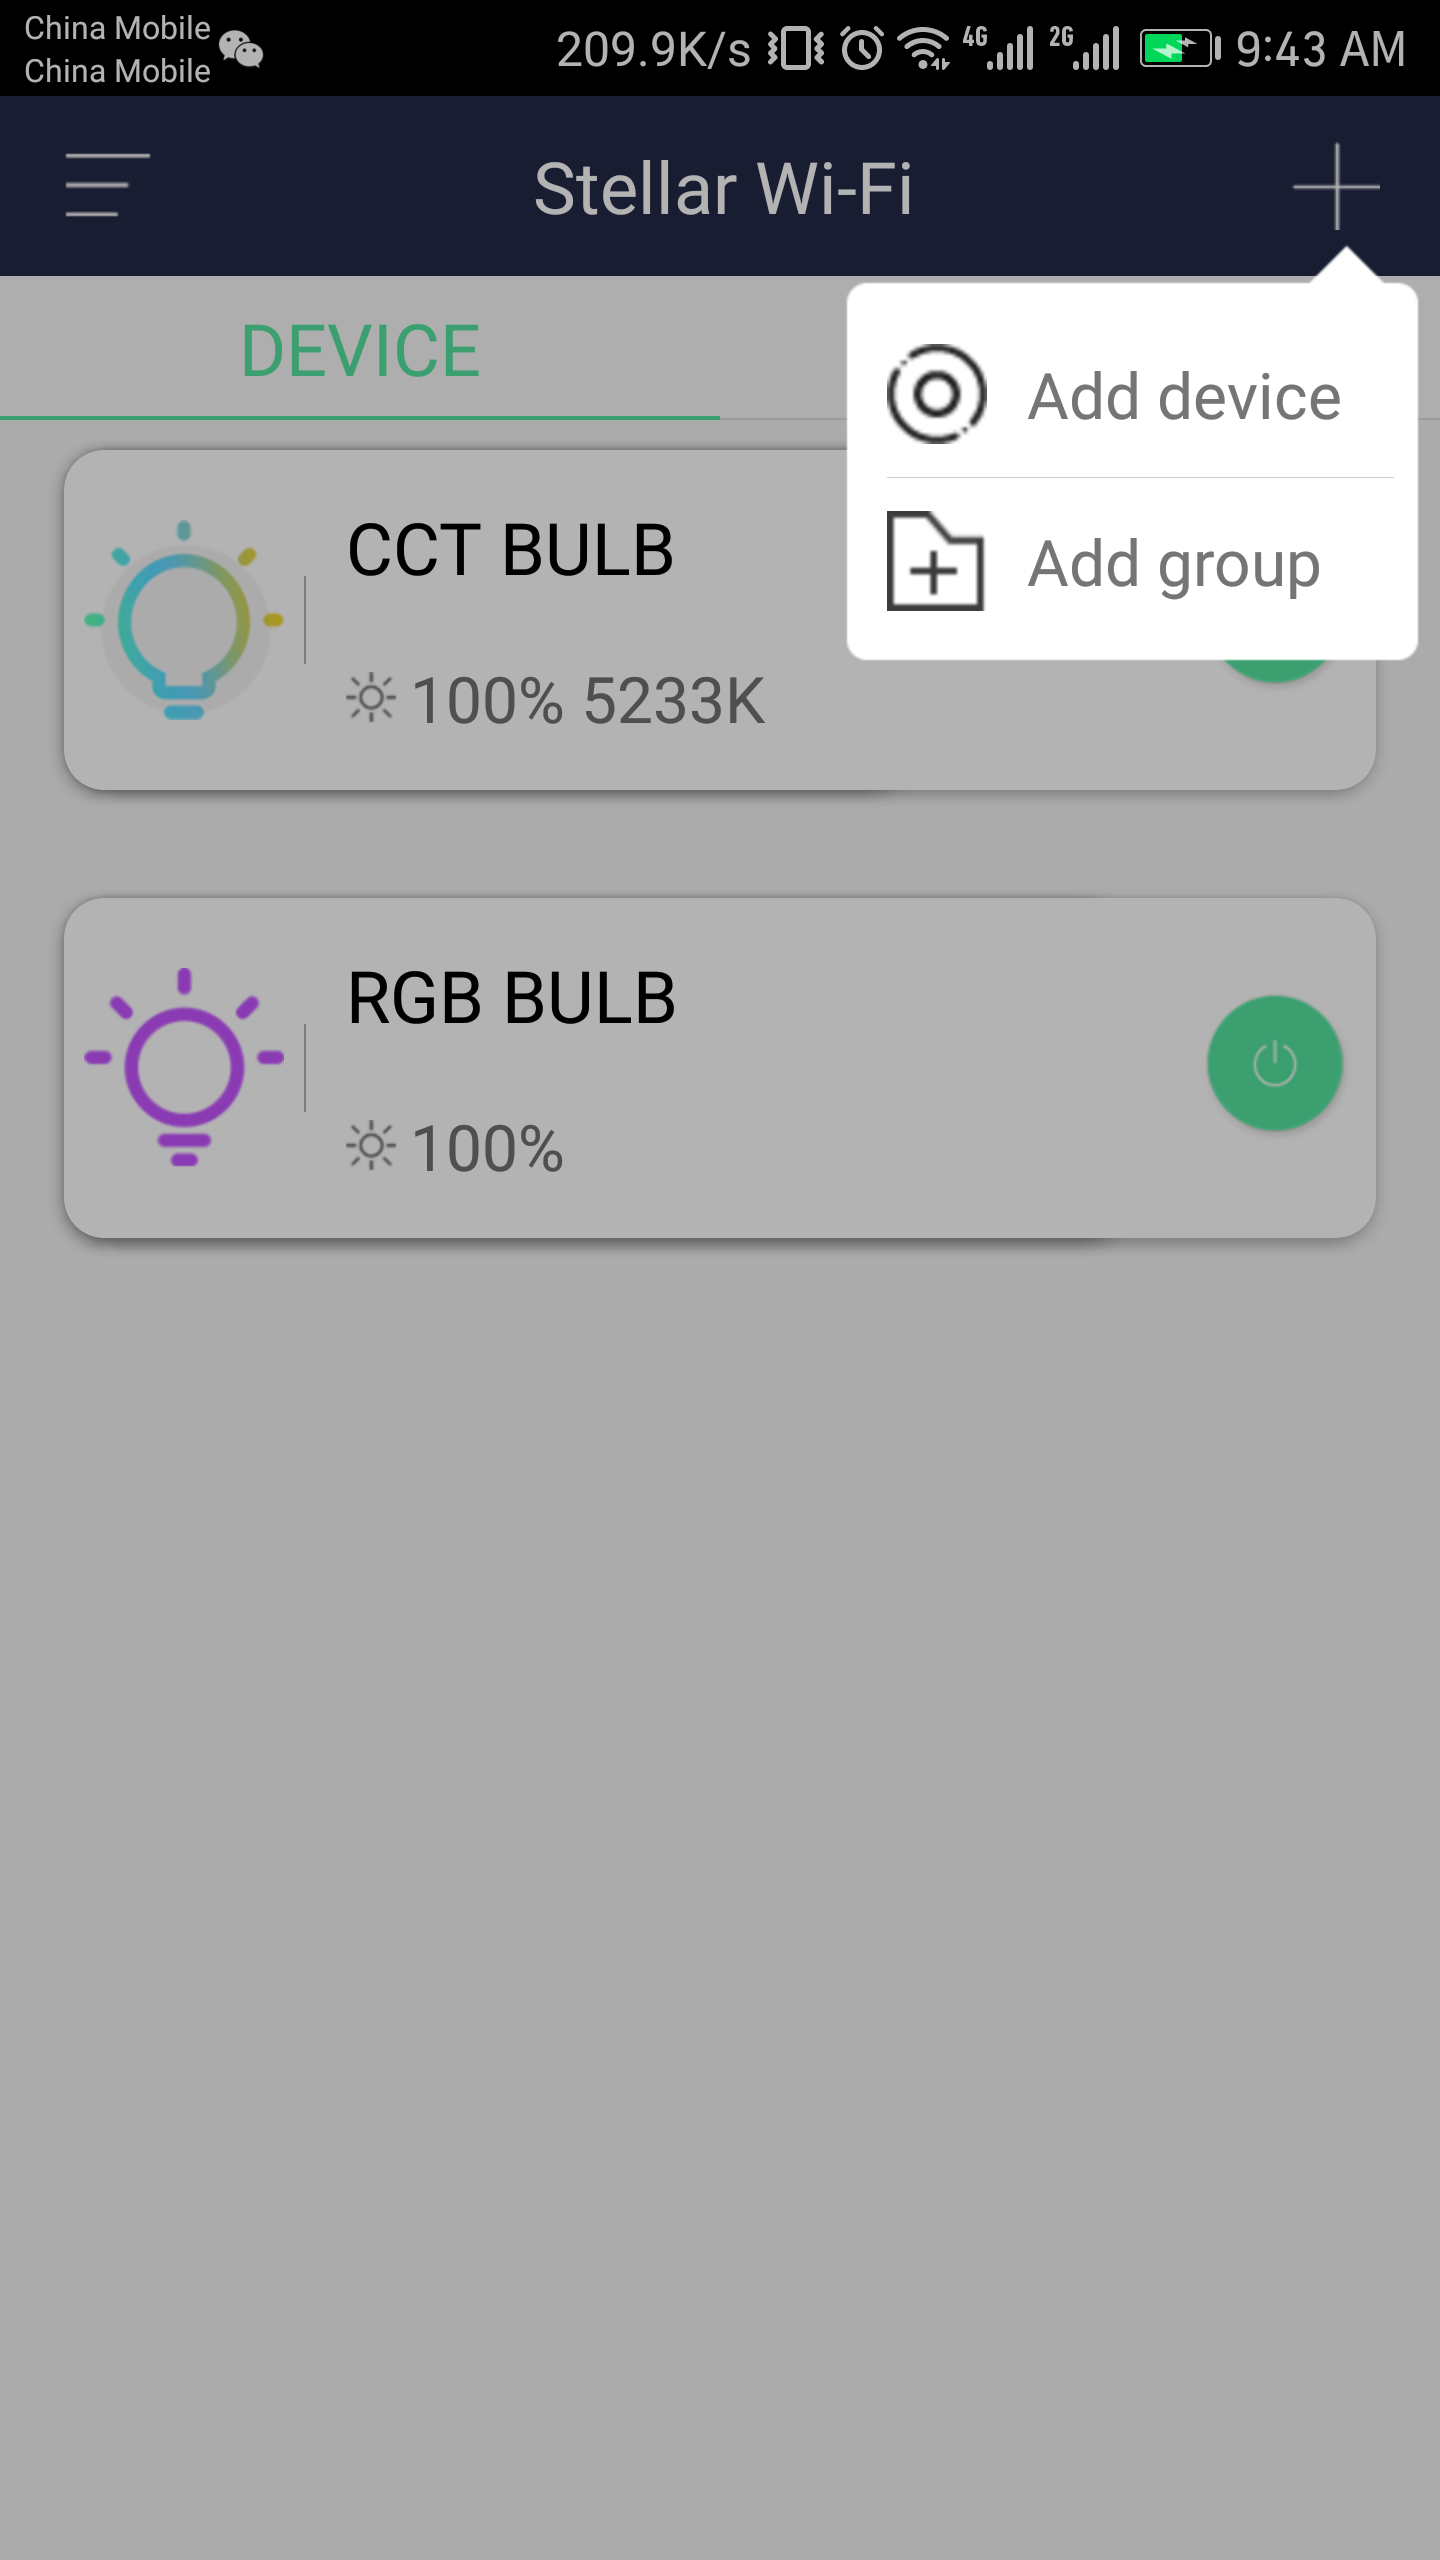 China Mobile
China Mobile
209.9K/s 4G 2G 9:43 AM
Stellar Wi-Fi
DEVICE
Add device
Add group
CCT BULB
100% 5233K
RGB BULB
100%